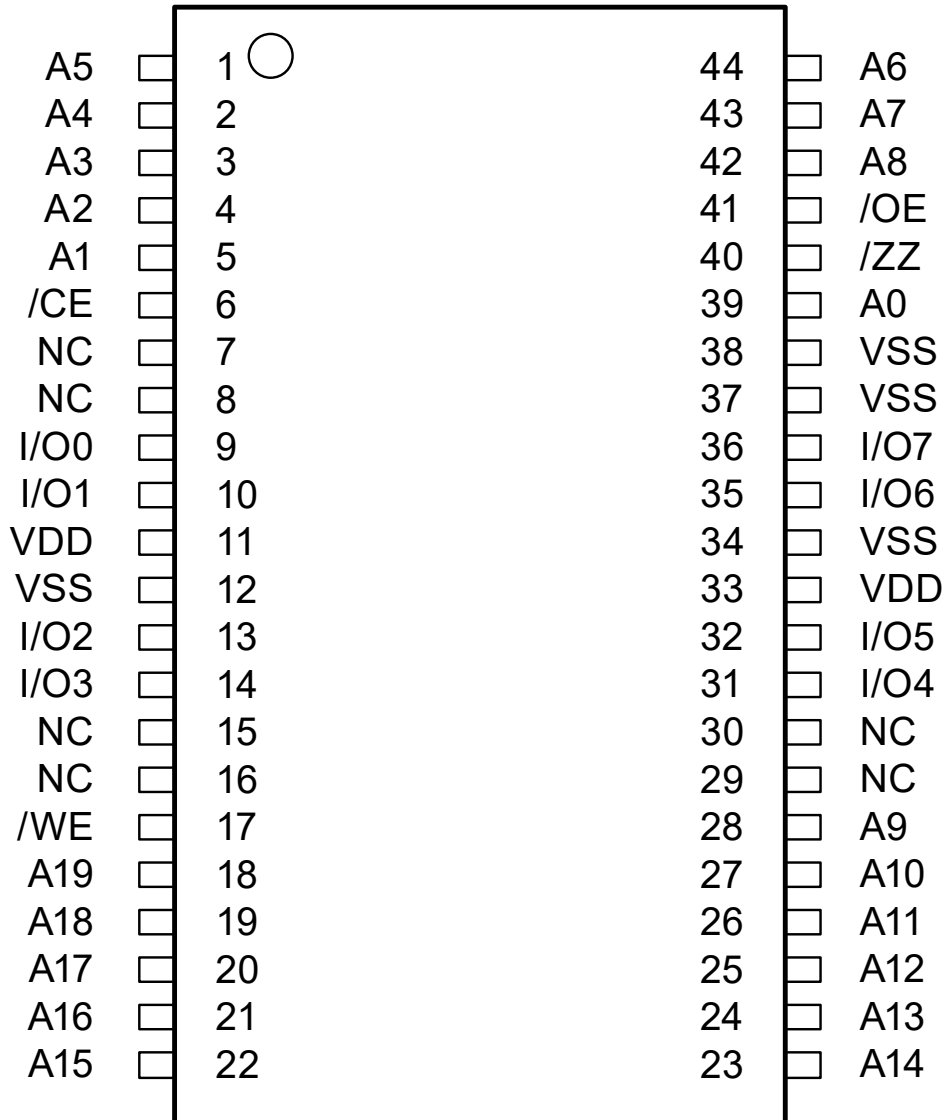 A5 1 44 A6
A4 2 43 A7
A3 3 42 A8
A2 4 41 /OE
A1 5 40 /ZZ
/CE 6 39 A0
NC 7 38 VSS
NC 8 37 VSS
I/O0 9 36 I/O7
I/O1 10 35 I/O6
VDD 11 34 VSS
VSS 12 33 VDD
I/O2 13 32 I/O5
I/O3 14 31 I/O4
NC 15 30 NC
NC 16 29 NC
/WE 17 28 A9
A19 18 27 A10
A18 19 26 A11
A17 20 25 A12
A16 21 24 A13
A15 22 23 A14